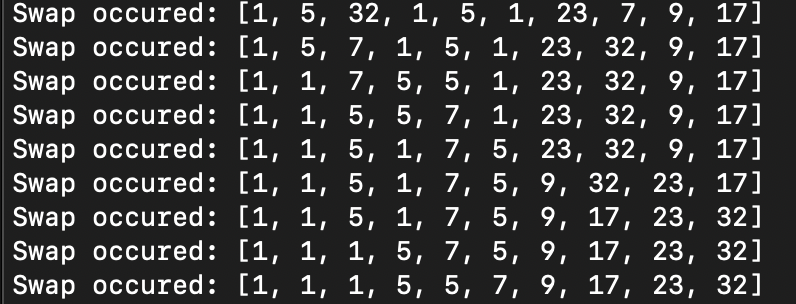 Swap occured: [1, 5, 32, 1, 5, 1, 23, 7, 9, 17]
Swap occured: [1, 5, 7, 1, 5, 1, 23, 32, 9, 17]
Swap occured: [1, 1, 7, 5, 5, 1, 23, 32, 9, 17]
Swap occured: [1, 1, 5, 5, 7, 1, 23, 32, 9, 17]
Swap occured: [1, 1, 5, 1, 7, 5, 23, 32, 9, 17]
Swap occured: [1, 1, 5, 1, 7, 5, 9, 32, 23, 17]
Swap occured: [1, 1, 5, 1, 7, 5, 9, 17, 23, 32]
Swap occured: [1, 1, 1, 5, 7, 5, 9, 17, 23, 32]
Swap occured: [1, 1, 1, 5, 5, 7, 9, 17, 23, 32]